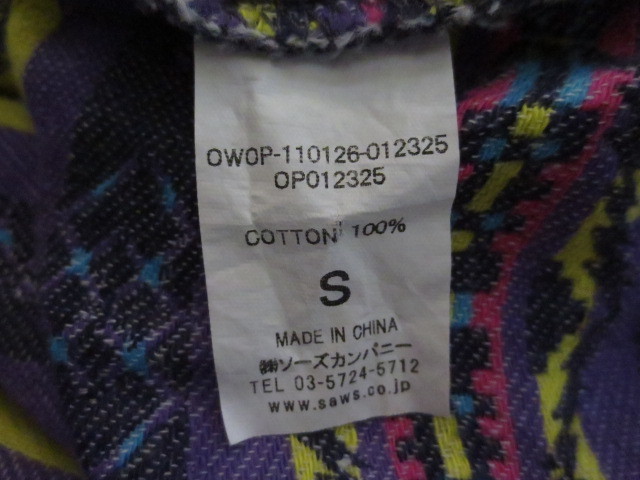 OWOP-110126-012325
OP012325
COTTON 100%
S
MADE IN CHINA
㈱ソーズカンパニー
TEL 03-5724-5712
www.saws.co.jp